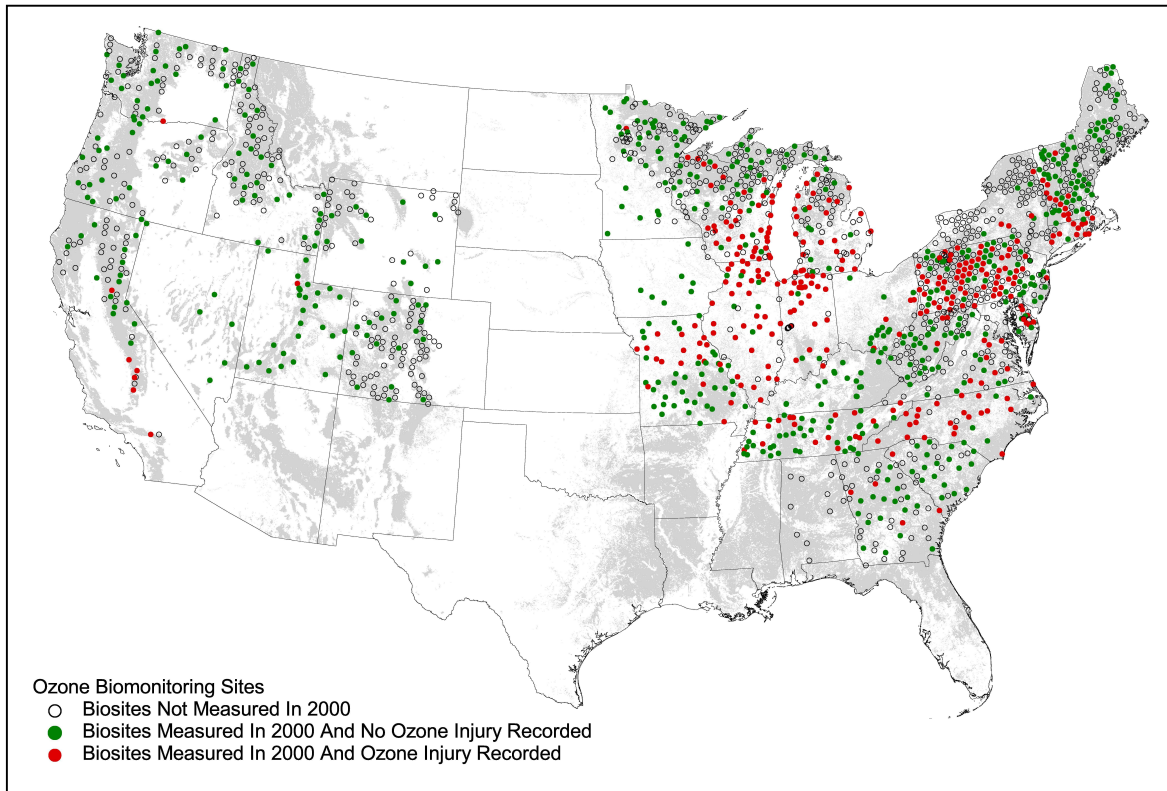 Ozone Biomonitoring Sites
Biosites Not Measured In 2000
Biosites Measured In 2000 And No Ozone Injury Recorded
Biosites Measured In 2000 And Ozone Injury Recorded